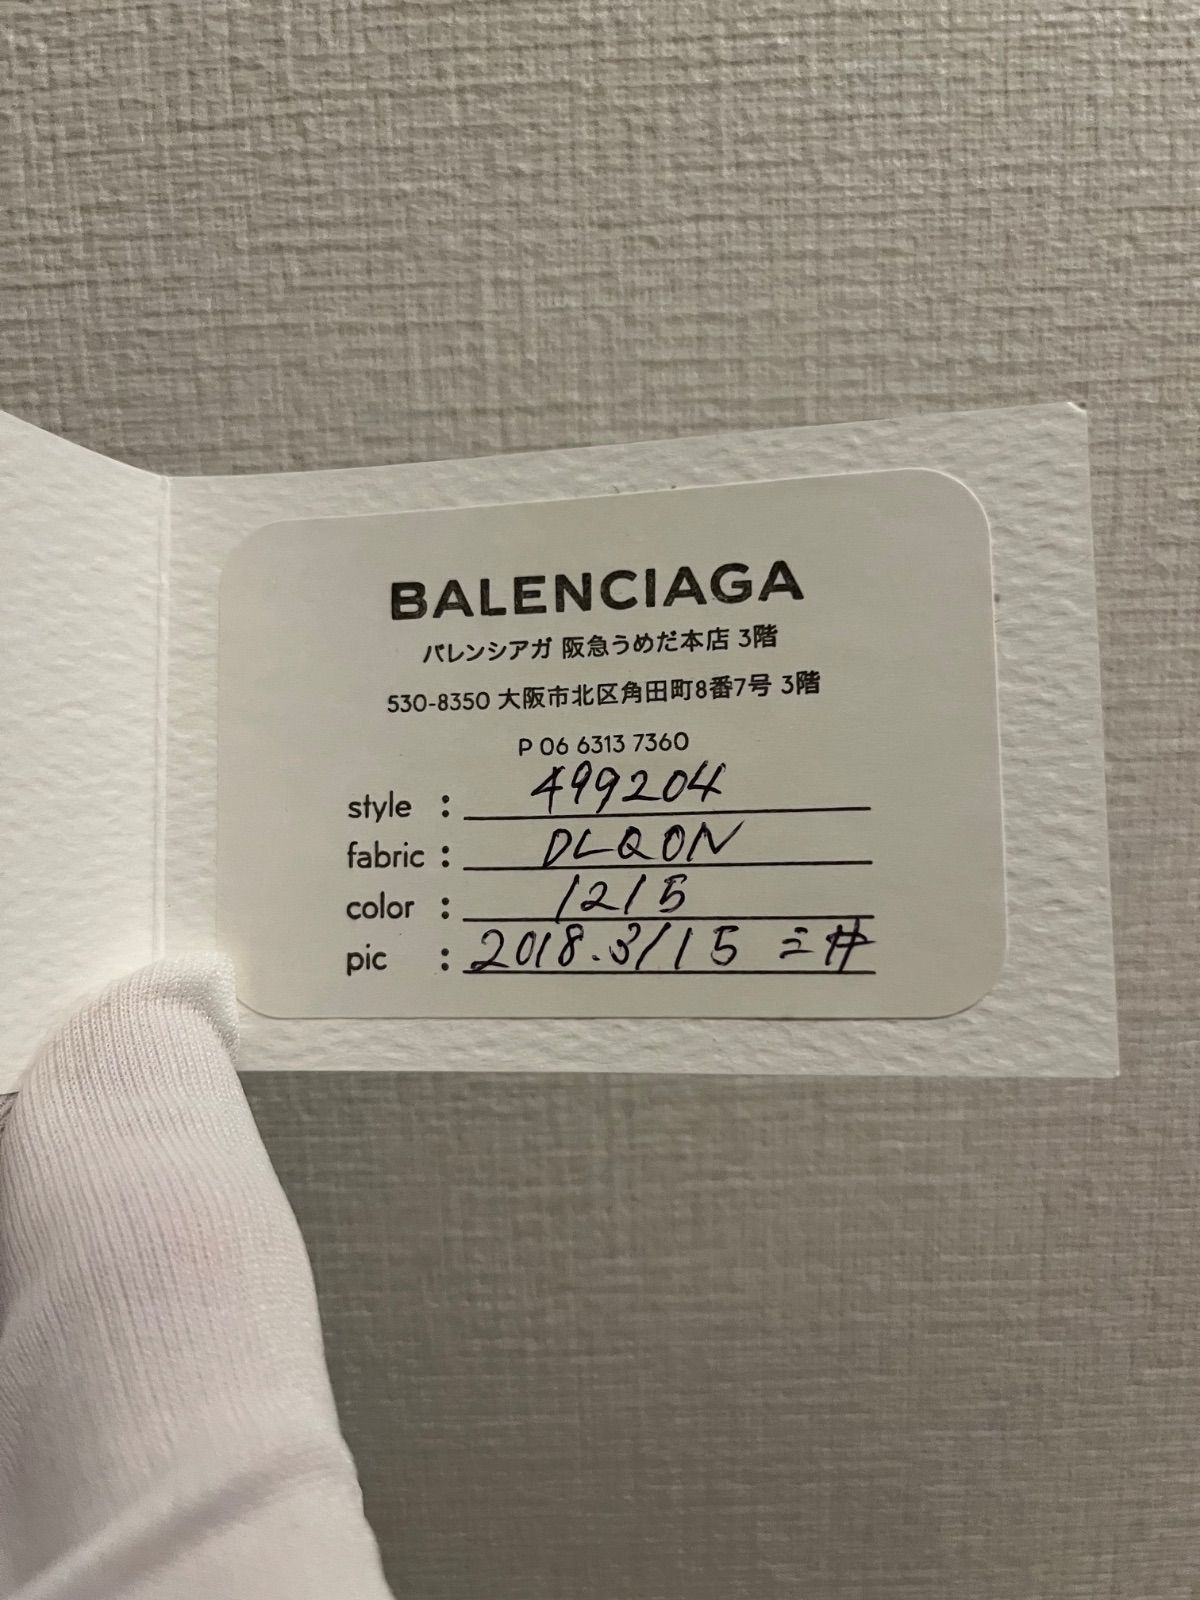 BALENCIAGA
バレンシアガ 阪急うめだ本店 3階
530-8350 大阪市北区角田町8番7号 3階
P 06 6313 7360
style : 499204
fabric : DLQ0N
color : 1215
pic : 2018.3/15 三井